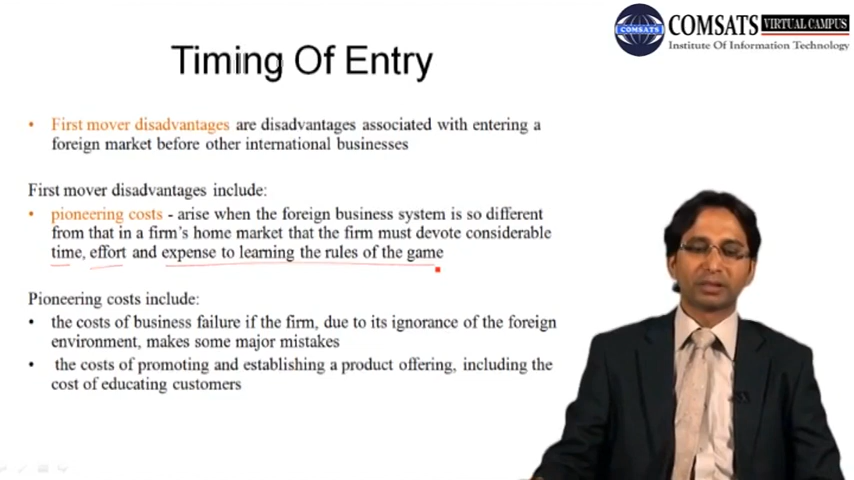 COMSATS VIRTUAL CAMPUS
COMSATS
Institute Of Information Technology
Timing Of Entry
• First mover disadvantages are disadvantages associated with entering a
foreign market before other international businesses
First mover disadvantages include:
• pioneering costs - arise when the foreign business system is so different
from that in a firm's home market that the firm must devote considerable
time, effort and expense to learning the rules of the game
Pioneering costs include:
• the costs of business failure if the firm, due to its ignorance of the foreign
environment, makes some major mistakes
• the costs of promoting and establishing a product offering, including the
cost of educating customers